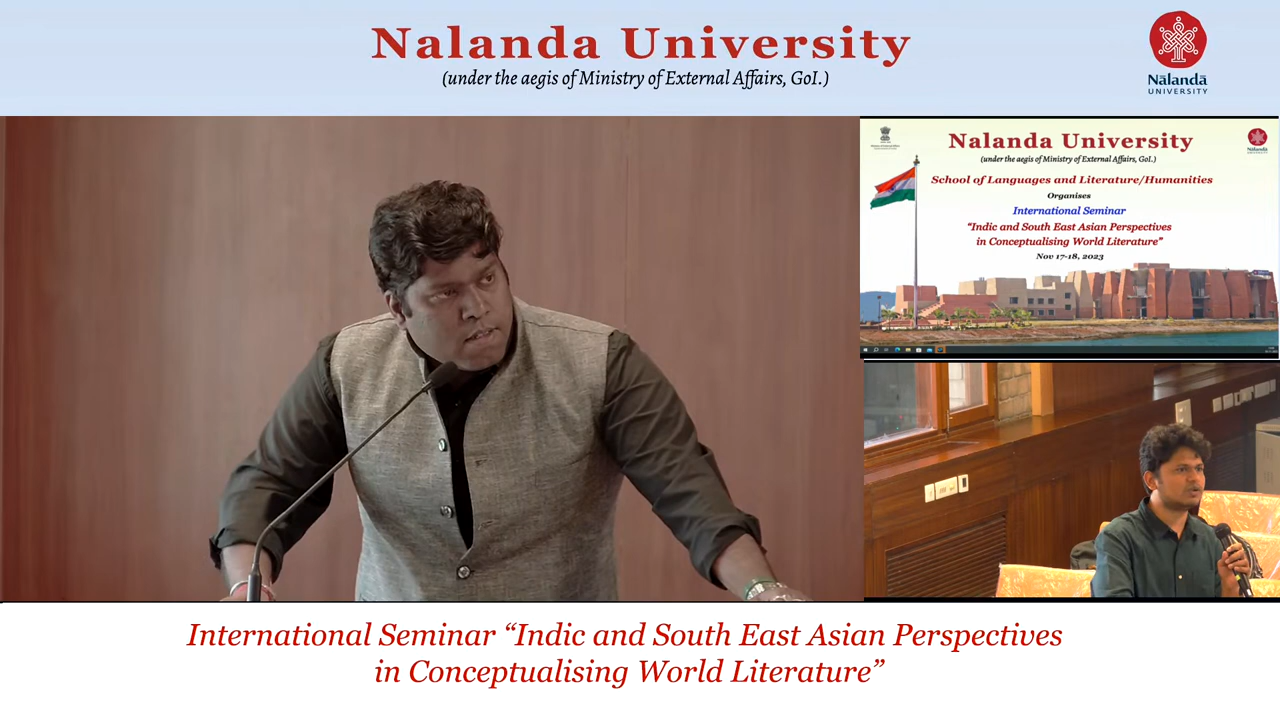 Nalanda University
(under the aegis of Ministry of External Affairs, GoI.)
Nālandā
UNIVERSITY
Nalanda University
(under the aegis of Ministry of External Affairs, GoI.)
School of Languages and Literature/Humanities
Organises
International Seminar
“Indic and South East Asian Perspectives
in Conceptualising World Literature”
Nov 17-18, 2023
International Seminar “Indic and South East Asian Perspectives
in Conceptualising World Literature”